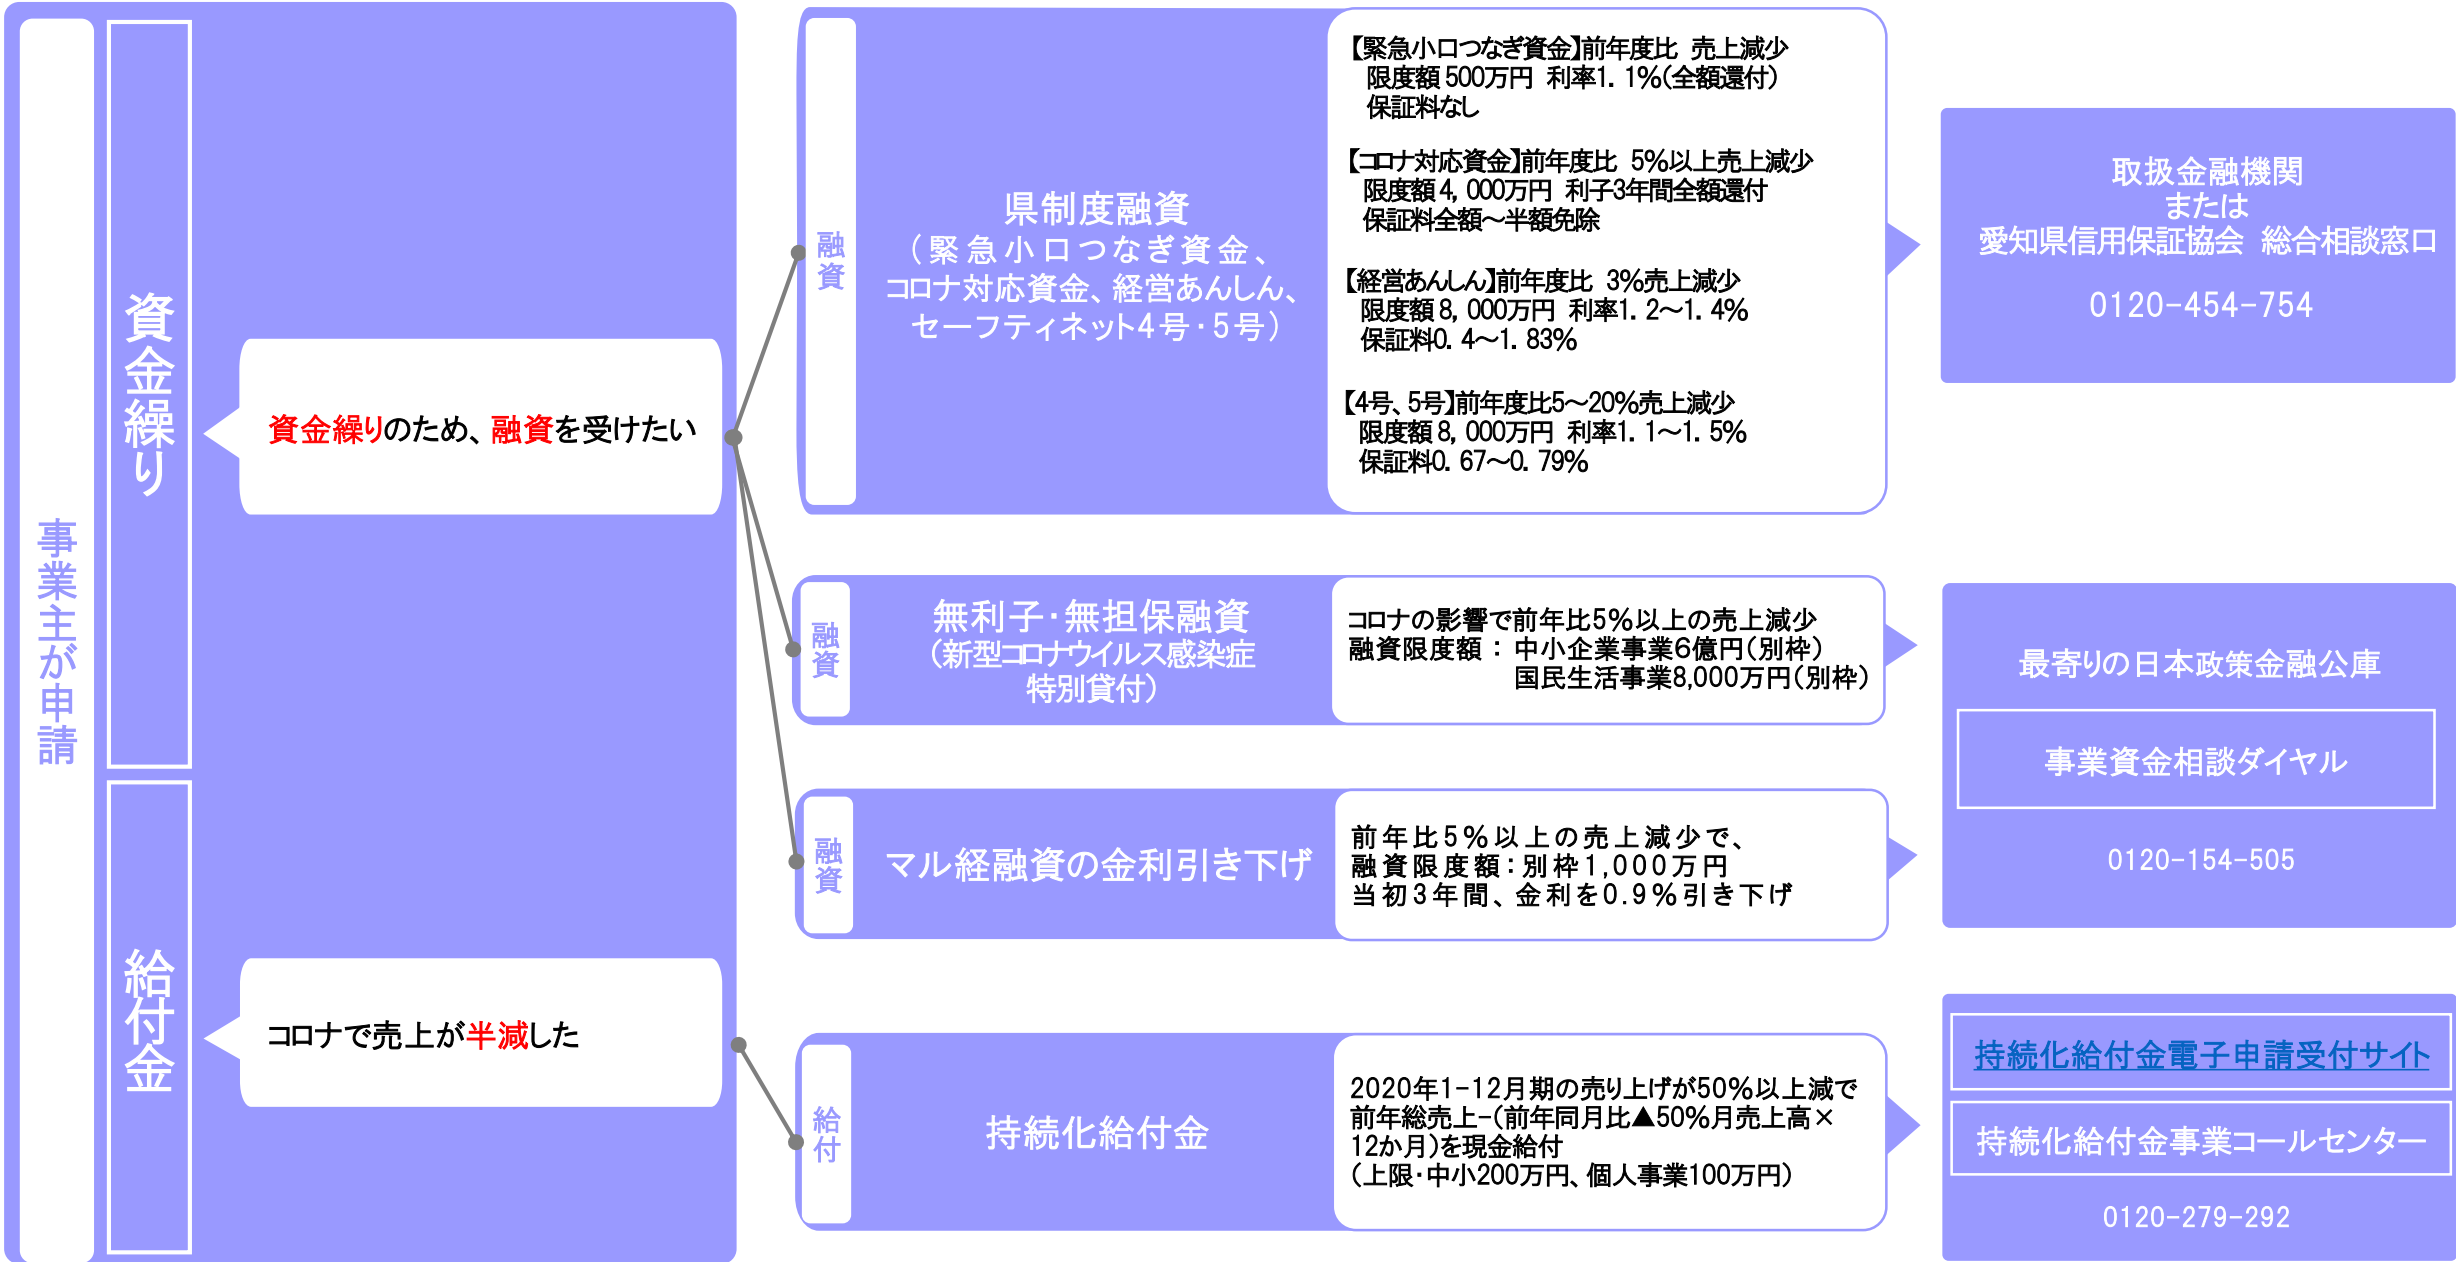 事業主が申請
資金繰り
資金繰りのため、融資を受けたい
融資
県制度融資
（緊急小口つなぎ資金、
コロナ対応資金、経営あんしん、
セーフティネット4号・5号）
【緊急小口つなぎ資金】前年度比　売上減少
限度額500万円　利率1．1％（全額還付）
保証料なし
【コロナ対応資金】前年度比　5％以上売上減少
限度額4，000万円　利子3年間全額還付
保証料全額～半額免除
【経営あんしん】前年度比　3％売上減少
限度額8，000万円　利率1．2～1．4％
保証料0．4～1．83％
【4号、5号】前年度比5～20％売上減少
限度額8，000万円　利率1．1～1．5％
保証料0．67～0．79％
取扱金融機関
または
愛知県信用保証協会　総合相談窓口
0120-454-754
融資
無利子・無担保融資
（新型コロナウイルス感染症
特別貸付）
コロナの影響で前年比5％以上の売上減少
融資限度額：中小企業事業6億円（別枠）
国民生活事業8,000万円（別枠）
融資
マル経融資の金利引き下げ
前年比5％以上の売上減少で、
融資限度額：別枠1,000万円
当初3年間、金利を0.9％引き下げ
最寄りの日本政策金融公庫
事業資金相談ダイヤル
0120-154-505
給付金
コロナで売上が半減した
給付
持続化給付金
2020年1-12月期の売り上げが50％以上減で
前年総売上-（前年同月比▲50％月売上高×
12か月）を現金給付
（上限・中小200万円、個人事業100万円）
持続化給付金電子申請受付サイト
持続化給付金事業コールセンター
0120-279-292